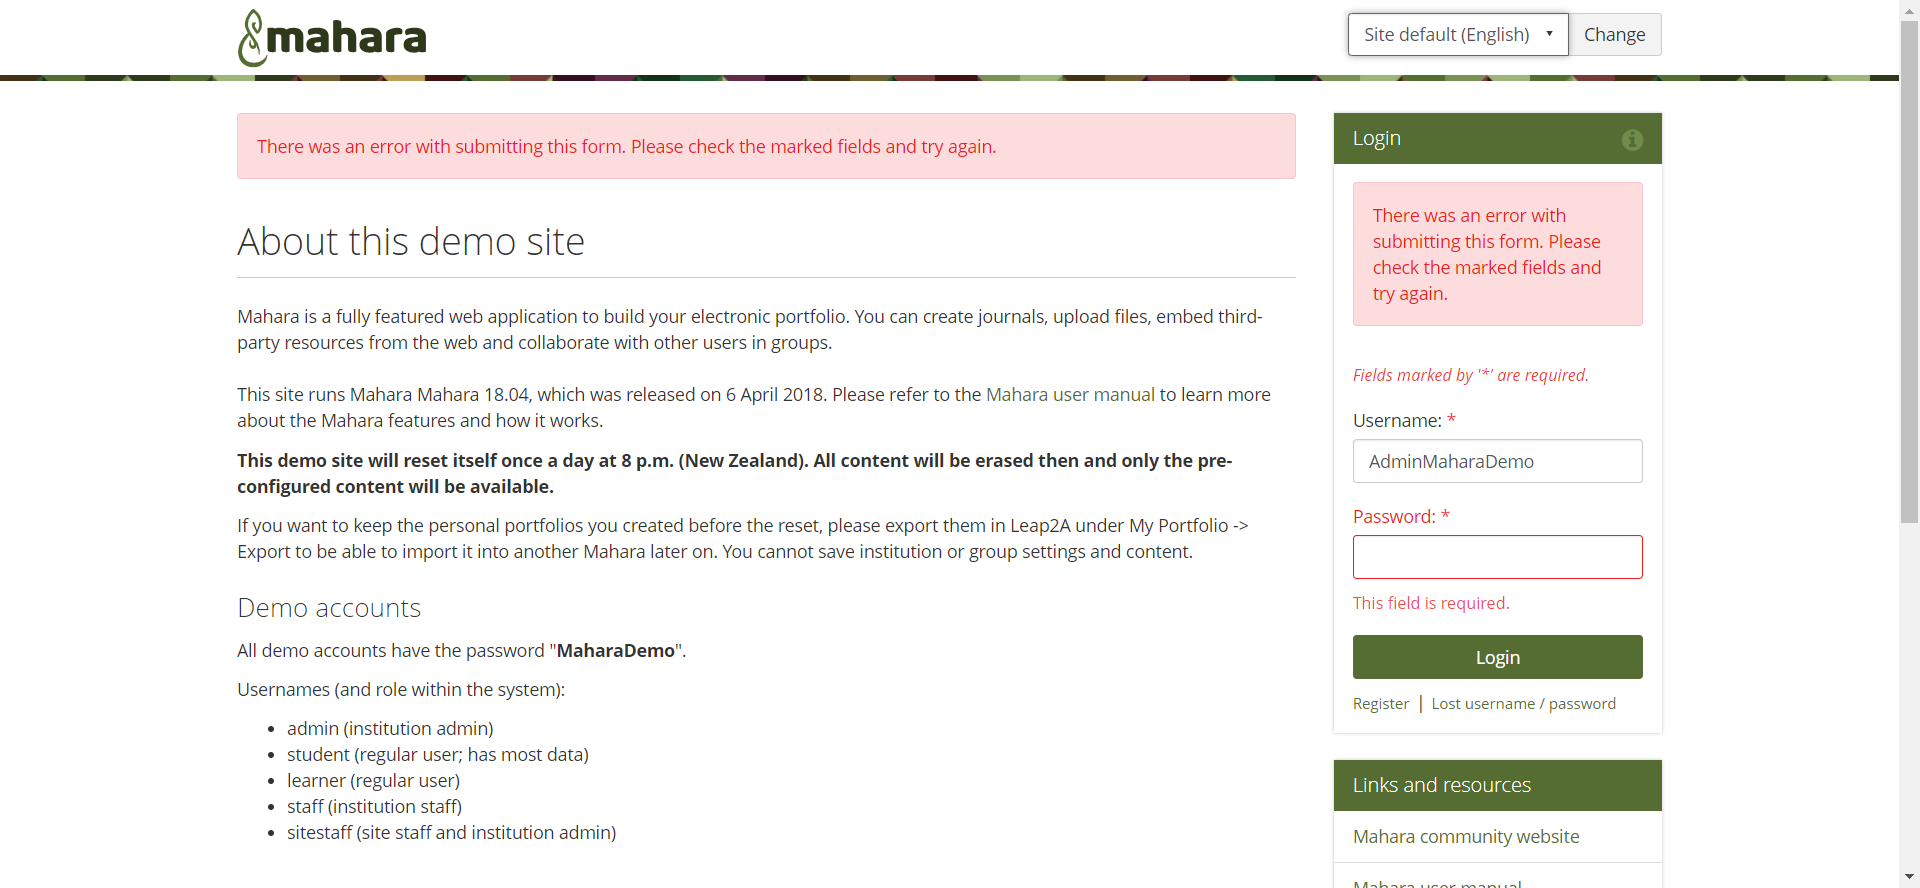 mahara
Site default (English)
Change
There was an error with submitting this form. Please check the marked fields and try again.
About this demo site
Mahara is a fully featured web application to build your electronic portfolio. You can create journals, upload files, embed third-
party resources from the web and collaborate with other users in groups.
This site runs Mahara Mahara 18.04, which was released on 6 April 2018. Please refer to the Mahara user manual to learn more
about the Mahara features and how it works.
This demo site will reset itself once a day at 8 p.m. (New Zealand). All content will be erased then and only the pre-
configured content will be available.
If you want to keep the personal portfolios you created before the reset, please export them in Leap2A under My Portfolio ->
Export to be able to import it into another Mahara later on. You cannot save institution or group settings and content.
Demo accounts
All demo accounts have the password "MaharaDemo".
Usernames (and role within the system):
• admin (institution admin)
• student (regular user; has most data)
• learner (regular user)
• staff (institution staff)
• sitestaff (site staff and institution admin)
Login
There was an error with
submitting this form. Please
check the marked fields and
try again.
Fields marked by '*' are required.
Username: *
AdminMaharaDemo
Password: *
This field is required.
Login
Register | Lost username / password
Links and resources
Mahara community website
Mahara user manual